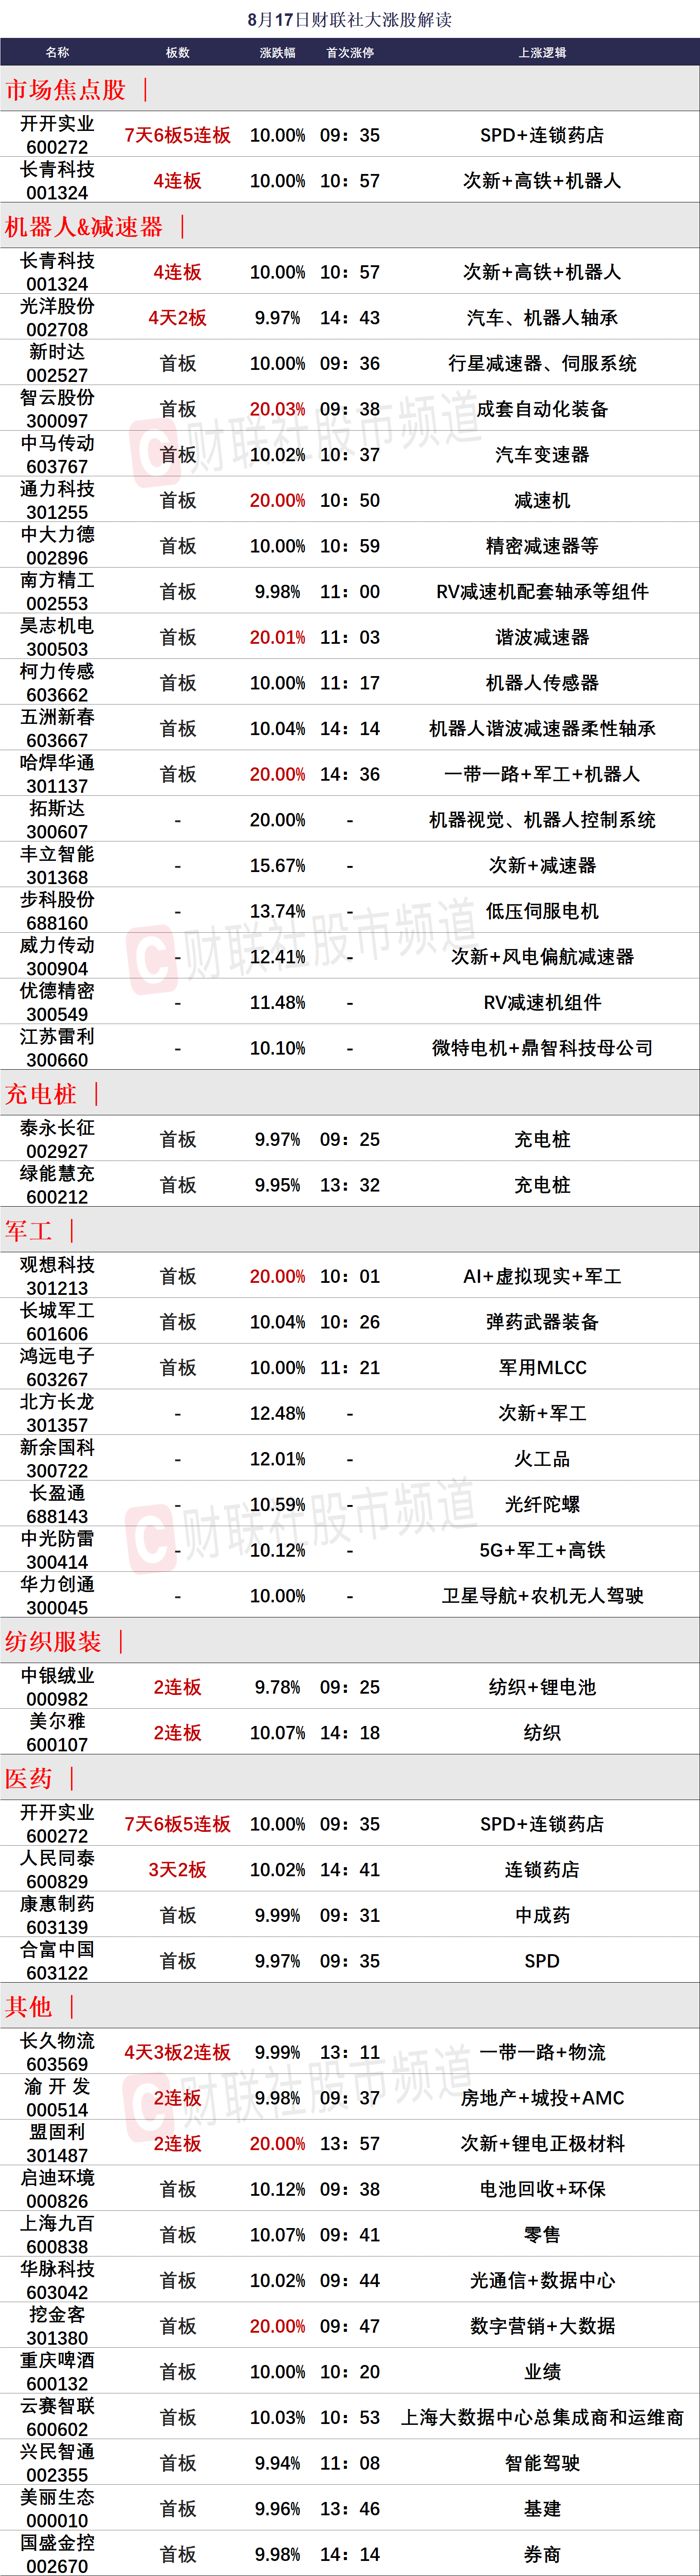 8月17日财联社大涨股解读
名称 板数 涨跌幅 首次涨停 上涨逻辑
市场焦点股 ｜
开开实业
600272 7天6板5连板 10.00% 09：35 SPD+连锁药店
长青科技
001324 4连板 10.00% 10：57 次新+高铁+机器人
机器人&减速器 ｜
长青科技
001324 4连板 10.00% 10：57 次新+高铁+机器人
光洋股份
002708 4天2板 9.97% 14：43 汽车、机器人轴承
新时达
002527 首板 10.00% 09：36 行星减速器、伺服系统
智云股份
300097 首板 20.03% 09：38 成套自动化装备
中马传动
603767 首板 10.02% 10：37 汽车变速器
通力科技
301255 首板 20.00% 10：50 减速机
中大力德
002896 首板 10.00% 10：59 精密减速器等
南方精工
002553 首板 9.98% 11：00 RV减速机配套轴承等组件
昊志机电
300503 首板 20.01% 11：03 谐波减速器
柯力传感
603662 首板 10.00% 11：17 机器人传感器
五洲新春
603667 首板 10.04% 14：14 机器人谐波减速器柔性轴承
哈焊华通
301137 首板 20.00% 14：36 一带一路+军工+机器人
拓斯达
300607 - 20.00% - 机器视觉、机器人控制系统
丰立智能
301368 - 15.67% - 次新+减速器
步科股份
688160 - 13.74% - 低压伺服电机
威力传动
300904 - 12.41% - 次新+风电偏航减速器
优德精密
300549 - 11.48% - RV减速机组件
江苏雷利
300660 - 10.10% - 微特电机+鼎智科技母公司
充电桩 ｜
泰永长征
002927 首板 9.97% 09：25 充电桩
绿能慧充
600212 首板 9.95% 13：32 充电桩
军工 ｜
观想科技
301213 首板 20.00% 10：01 AI+虚拟现实+军工
长城军工
601606 首板 10.04% 10：26 弹药武器装备
鸿远电子
603267 首板 10.00% 11：21 军用MLCC
北方长龙
301357 - 12.48% - 次新+军工
新余国科
300722 - 12.01% - 火工品
长盈通
688143 - 10.59% - 光纤陀螺
中光防雷
300414 - 10.12% - 5G+军工+高铁
华力创通
300045 - 10.00% - 卫星导航+农机无人驾驶
纺织服装 ｜
中银绒业
000982 2连板 9.78% 09：25 纺织+锂电池
美尔雅
600107 2连板 10.07% 14：18 纺织
医药 ｜
开开实业
600272 7天6板5连板 10.00% 09：35 SPD+连锁药店
人民同泰
600829 3天2板 10.02% 14：41 连锁药店
康惠制药
603139 首板 9.99% 09：31 中成药
合富中国
603122 首板 9.97% 09：35 SPD
其他 ｜
长久物流
603569 4天3板2连板 9.99% 13：11 一带一路+物流
渝 开 发
000514 2连板 9.98% 09：37 房地产+城投+AMC
盟固利
301487 2连板 20.00% 13：57 次新+锂电正极材料
启迪环境
000826 首板 10.12% 09：38 电池回收+环保
上海九百
600838 首板 10.07% 09：41 零售
华脉科技
603042 首板 10.02% 09：44 光通信+数据中心
挖金客
301380 首板 20.00% 09：47 数字营销+大数据
重庆啤酒
600132 首板 10.00% 10：20 业绩
云赛智联
600602 首板 10.03% 10：53 上海大数据中心总集成商和运维商
兴民智通
002355 首板 9.94% 11：08 智能驾驶
美丽生态
000010 首板 9.96% 13：46 基建
国盛金控
002670 首板 9.98% 14：14 券商
C财联社股市频道
C财联社股市频道
C财联社股市频道
C财联社股市频道